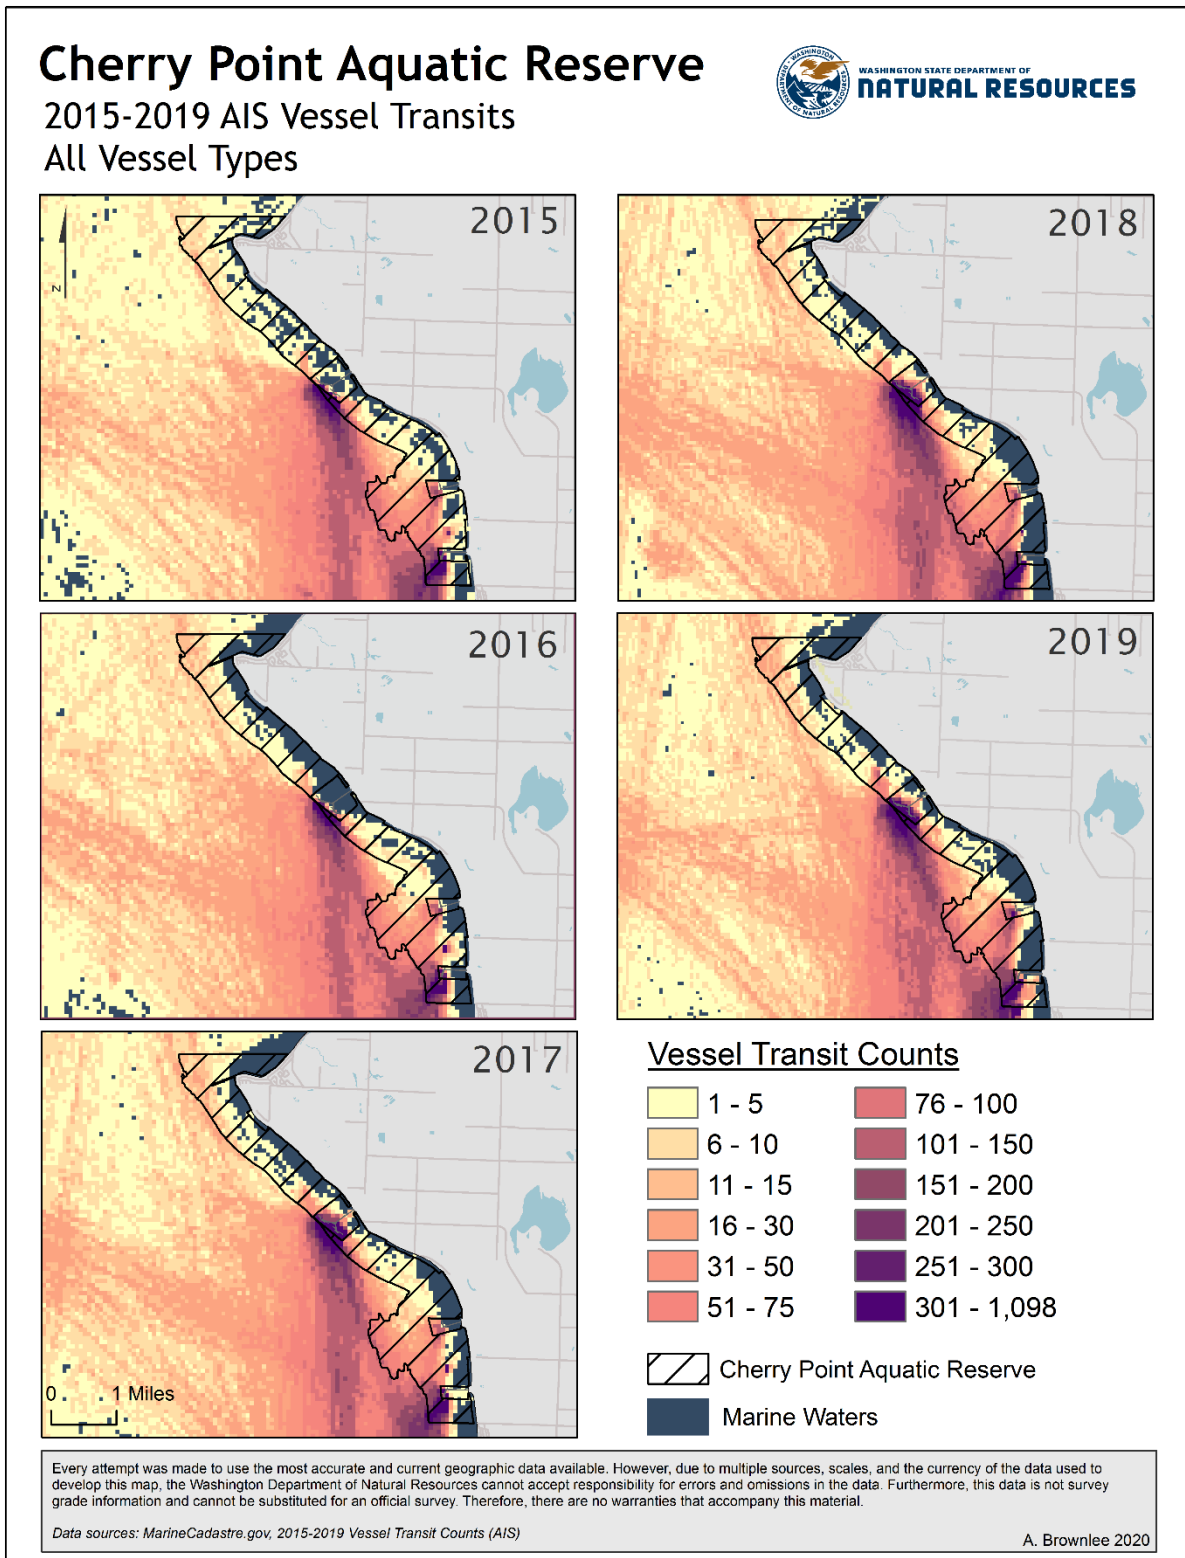 Cherry Point Aquatic Reserve
2015-2019 AIS Vessel Transits
All Vessel Types
WASHINGTON STATE DEPARTMENT OF
NATURAL RESOURCES
WASHINGTON
DEPARTMENT OF NATURAL RESOURCES
2015
z
2018
2016
2019
2017
0 1 Miles
Vessel Transit Counts
1 - 5
6 - 10
11 - 15
16 - 30
31 - 50
51 - 75
76 - 100
101 - 150
151 - 200
201 - 250
251 - 300
301 - 1,098
Cherry Point Aquatic Reserve
Marine Waters
Every attempt was made to use the most accurate and current geographic data available. However, due to multiple sources, scales, and the currency of the data used to
develop this map, the Washington Department of Natural Resources cannot accept responsibility for errors and omissions in the data. Furthermore, this data is not survey
grade information and cannot be substituted for an official survey. Therefore, there are no warranties that accompany this material.
Data sources: MarineCadastre.gov, 2015-2019 Vessel Transit Counts (AIS)
A. Brownlee 2020